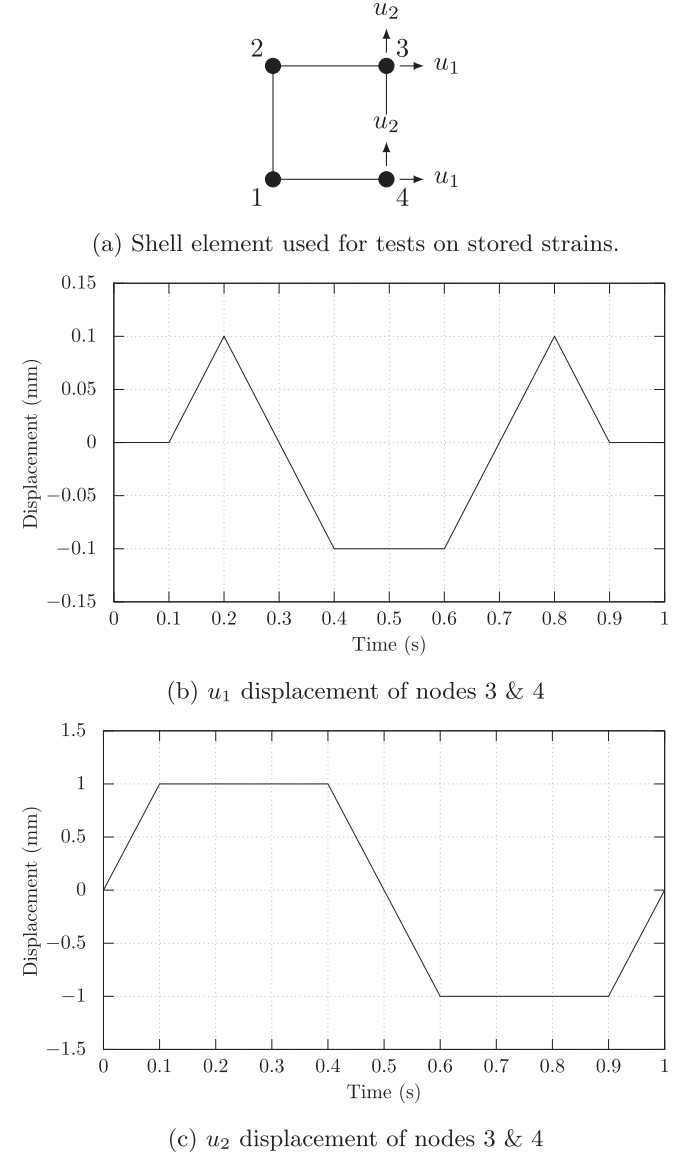 u2
2 3 u1
u2
1 4 u1
(a) Shell element used for tests on stored strains.
0.15
0.1
0.05
0
−0.05
−0.1
−0.15
Displacement (mm)
0 0.1 0.2 0.3 0.4 0.5 0.6 0.7 0.8 0.9 1
Time (s)
(b) u1 displacement of nodes 3 & 4
1.5
1
0.5
0
−0.5
−1
−1.5
Displacement (mm)
0 0.1 0.2 0.3 0.4 0.5 0.6 0.7 0.8 0.9 1
Time (s)
(c) u2 displacement of nodes 3 & 4